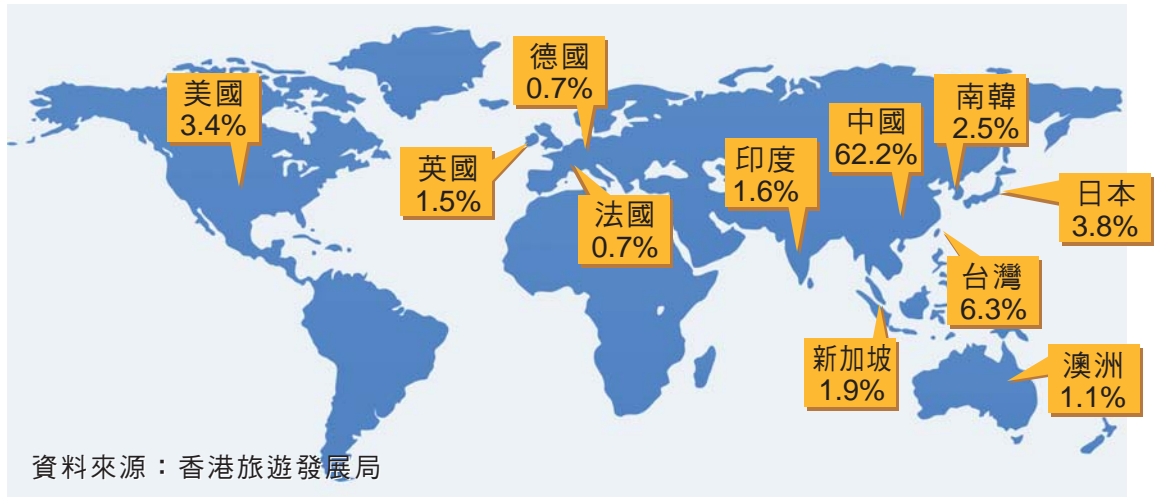 美國
3.4%
德國
0.7%
英國
1.5%
法國
0.7%
印度
1.6%
中國
62.2%
南韓
2.5%
日本
3.8%
台灣
6.3%
新加坡
1.9%
澳洲
1.1%
資料來源：香港旅遊發展局